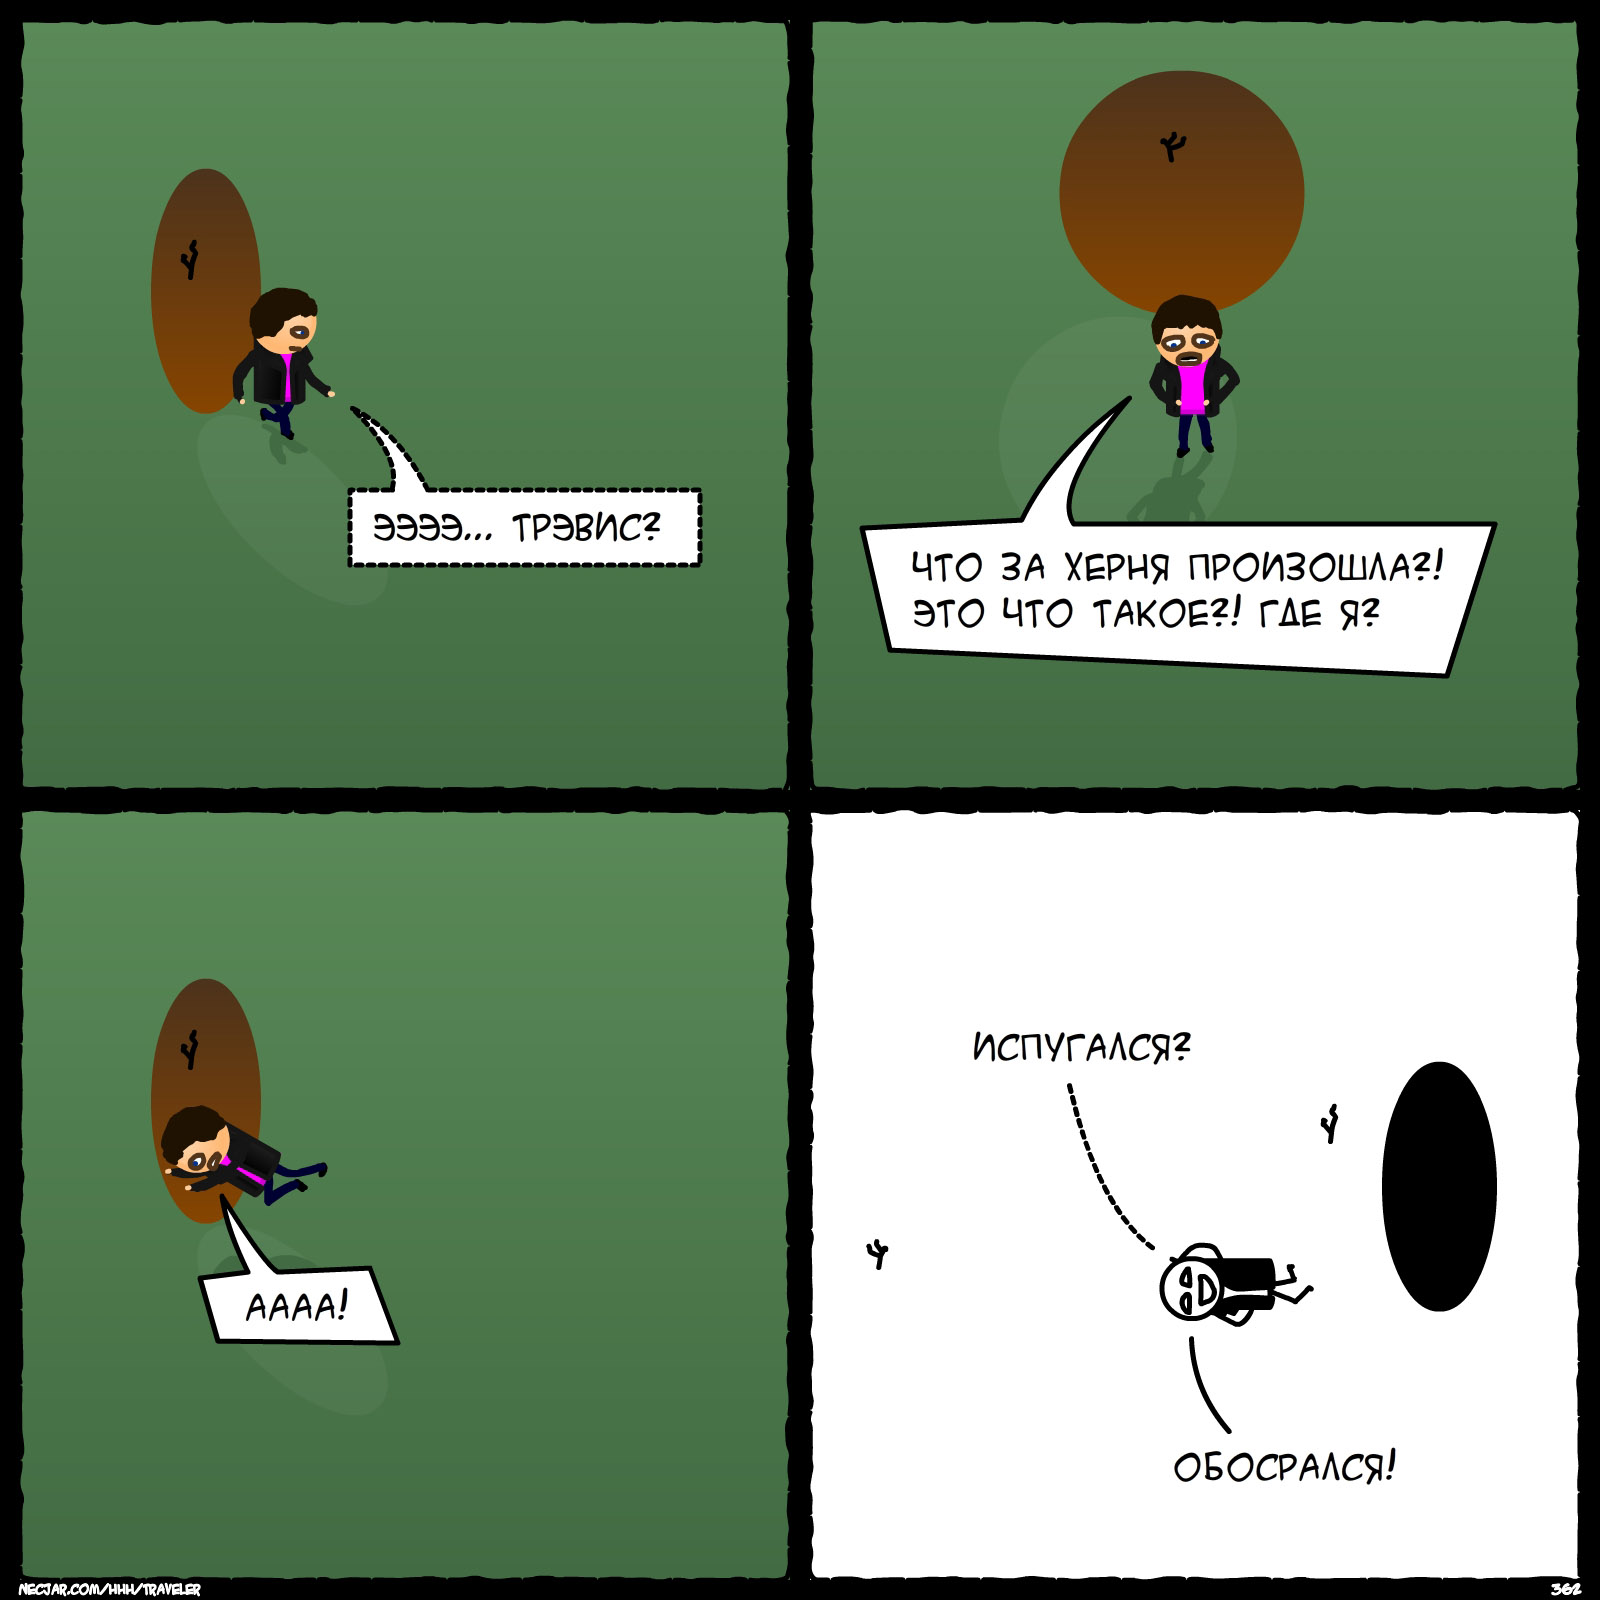 ЭЭЭЭ... ТРЭВИС?
ЧТО ЗА ХЕРНЯ ПРОИЗОШЛА?!
ЭТО ЧТО ТАКОЕ?! ГДЕ Я?
АААА!
ИСПУГАЛСЯ?
ОБОСРАЛСЯ!
NECJAR.COM/HHH/TRAVELER
362